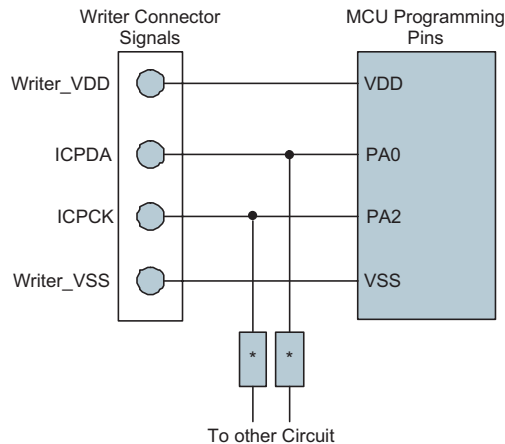 Writer Connector
Signals
MCU Programming
Pins
Writer_VDD
VDD
ICPDA
PA0
ICPCK
PA2
Writer_VSS
VSS
*
*
To other Circuit